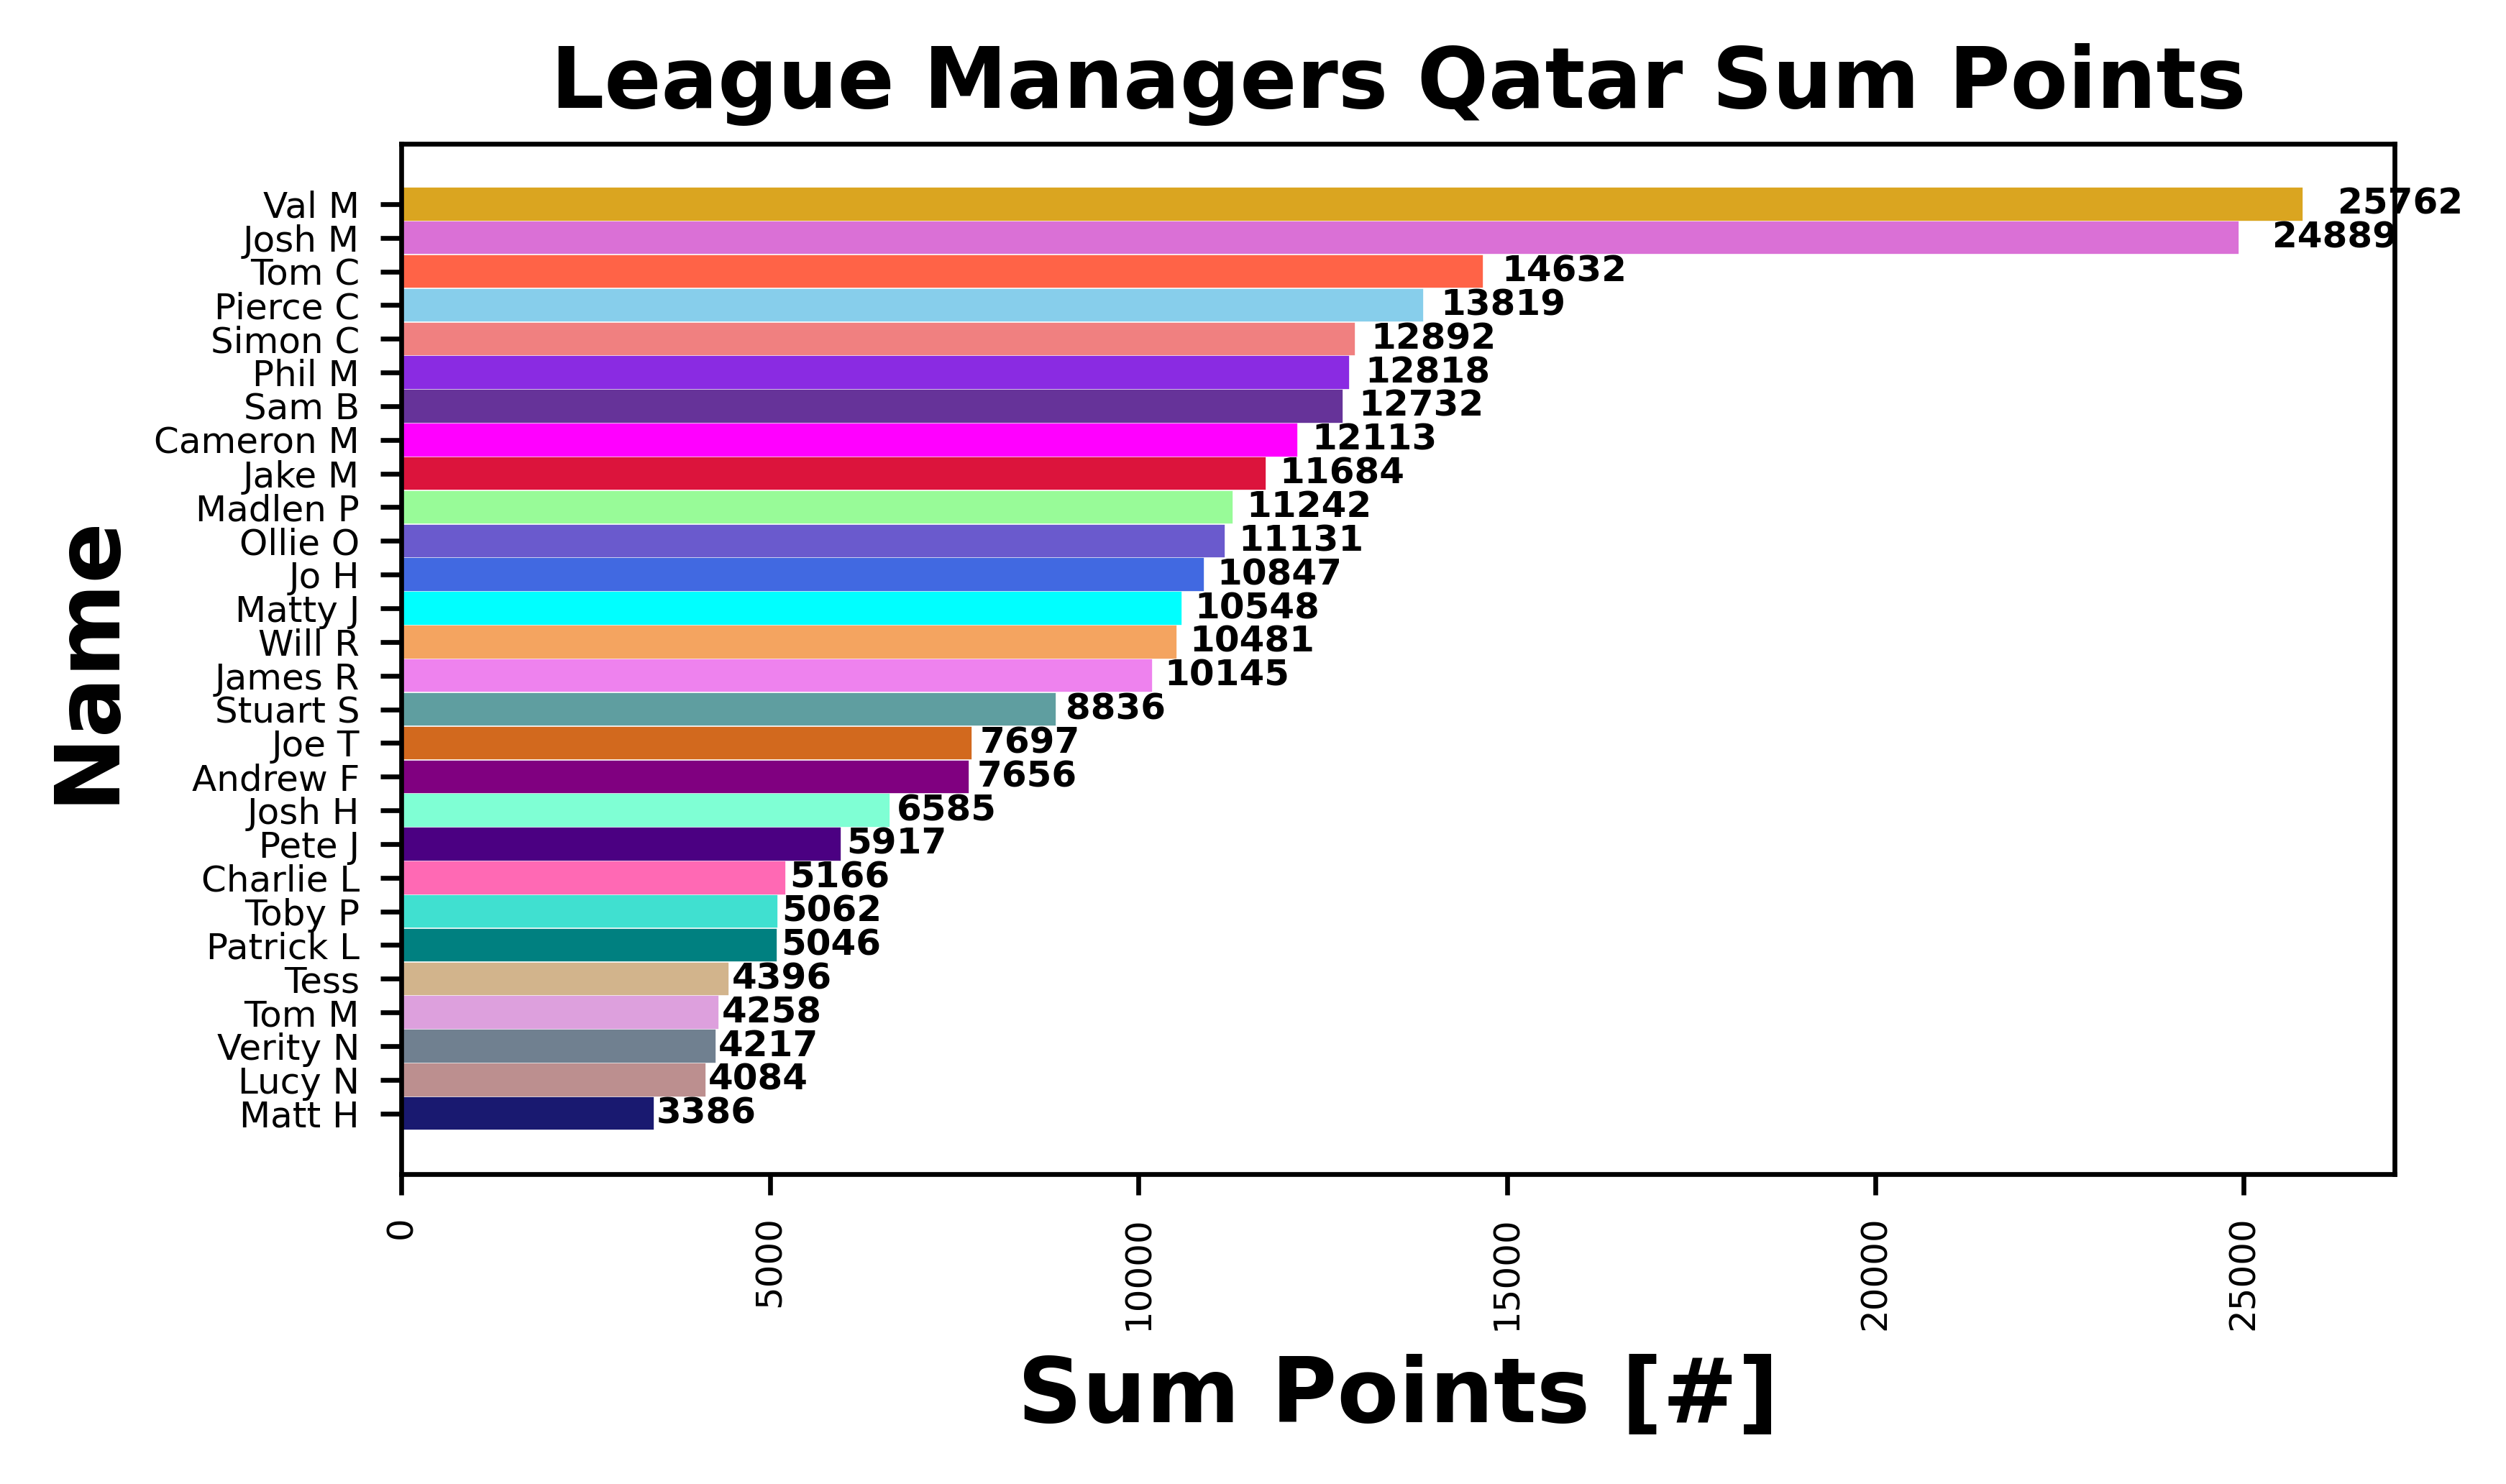 League Managers Qatar Sum Points
Val M 25762
Josh M 24889
Tom C 14632
Pierce C 13819
Simon C 12892
Phil M 12818
Sam B 12732
Cameron M 12113
Jake M 11684
Madlen P 11242
Ollie O 11131
Jo H 10847
Matty J 10548
Will R 10481
James R 10145
Stuart S 8836
Joe T 7697
Andrew F 7656
Josh H 6585
Pete J 5917
Charlie L 5166
Toby P 5062
Patrick L 5046
Tess 4396
Tom M 4258
Verity N 4217
Lucy N 4084
Matt H 3386
Name
0 5000 10000 15000 20000 25000
Sum Points [#]